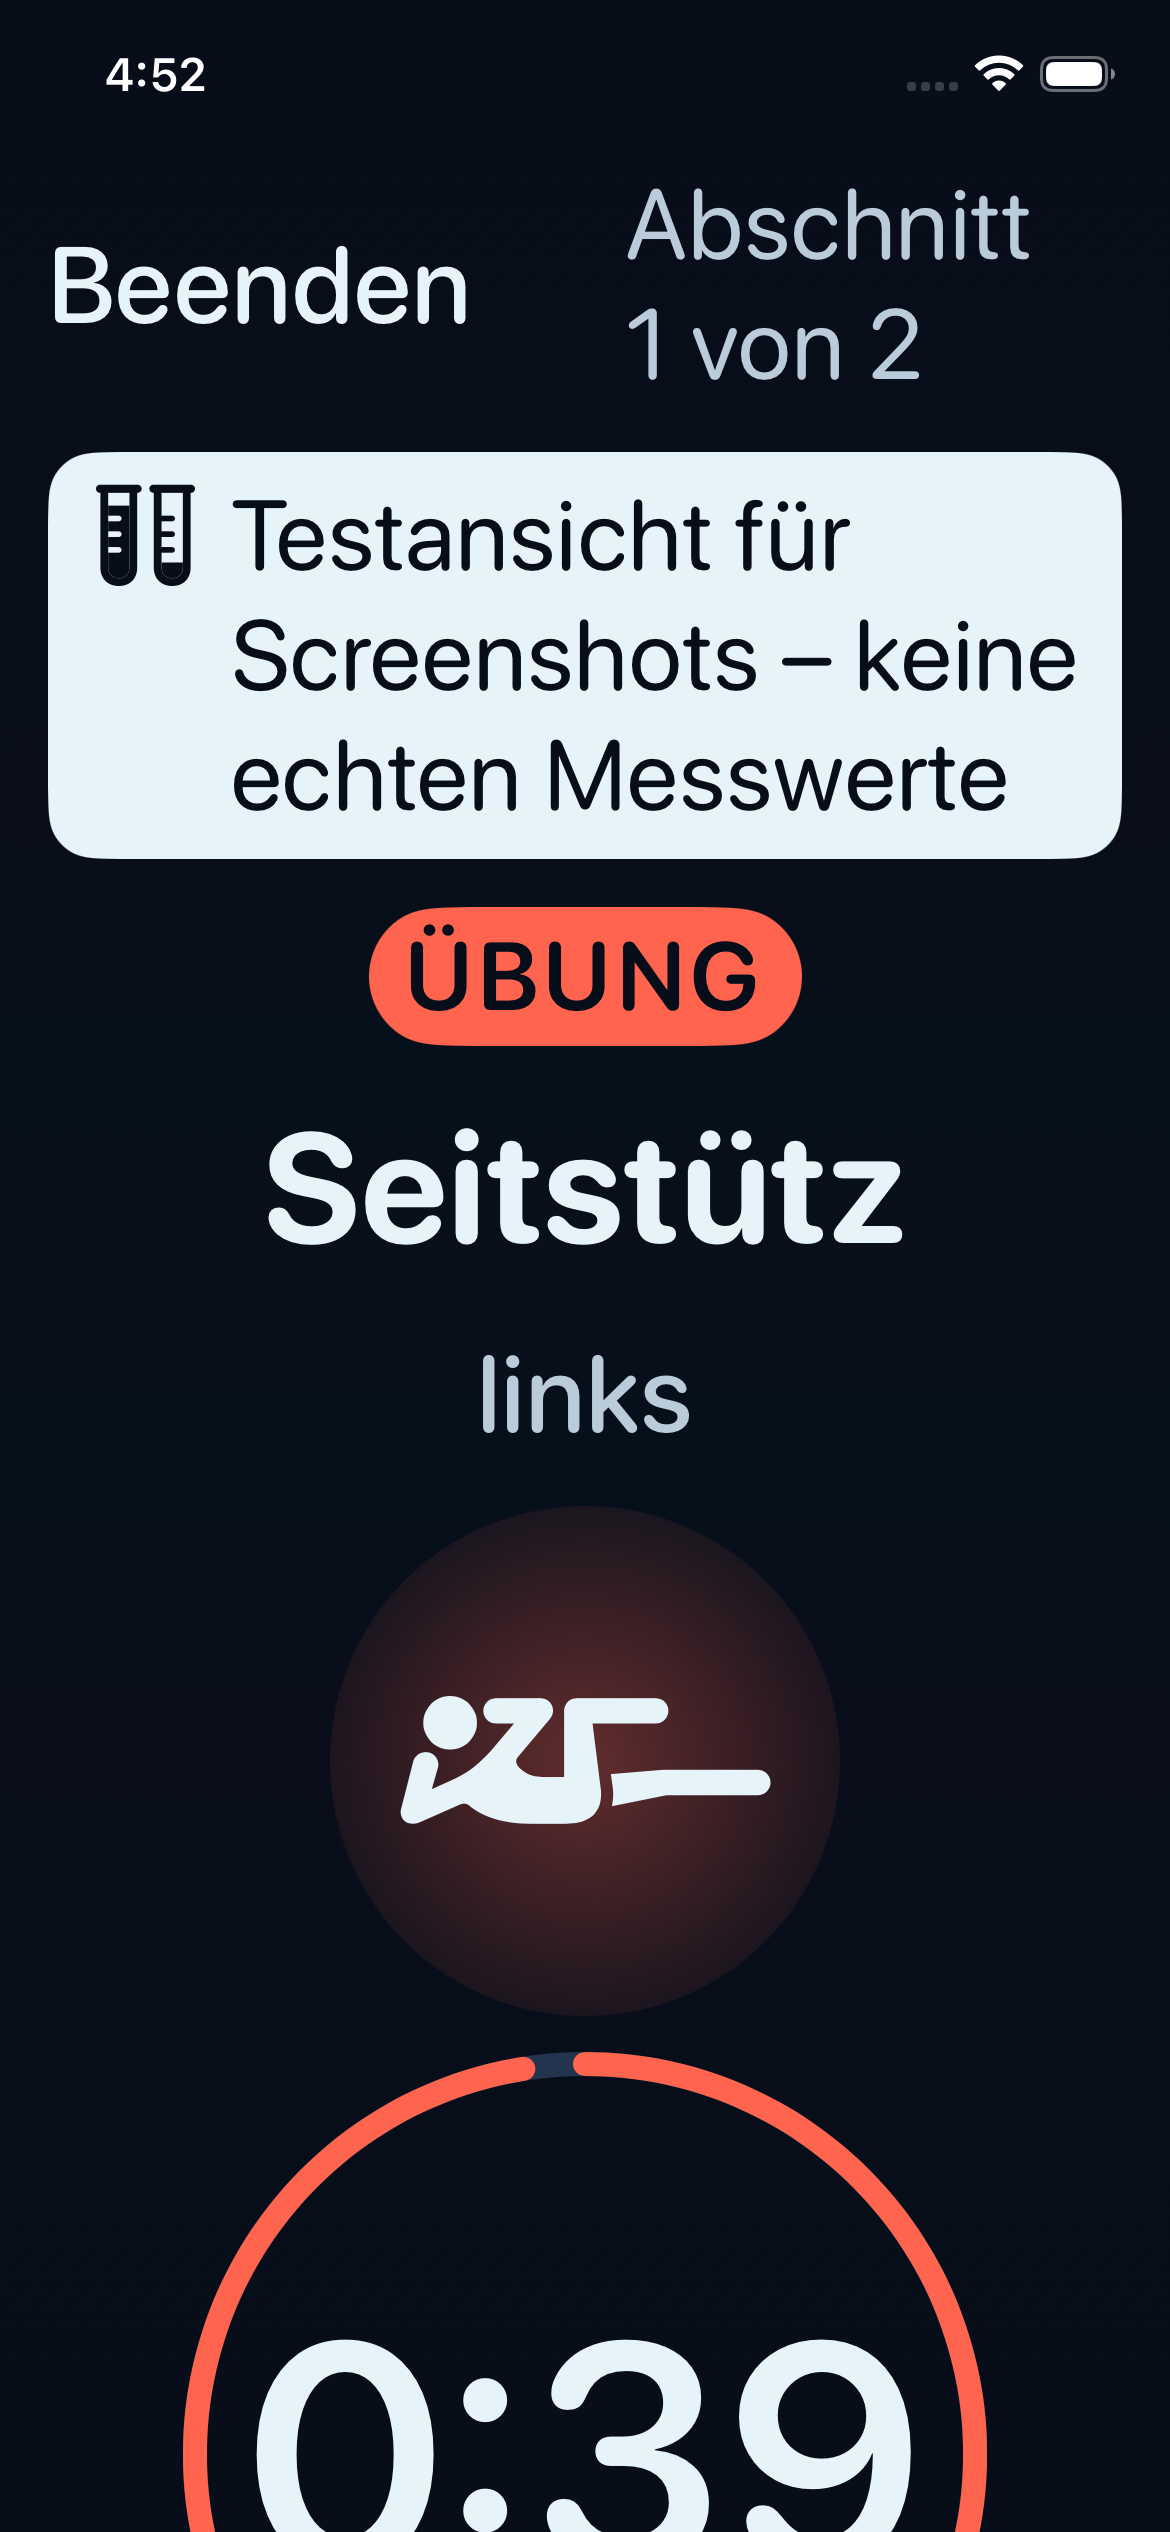 4:52
Beenden
Abschnitt
1 von 2
Testansicht für
Screenshots – keine
echten Messwerte
ÜBUNG
Seitstütz
links
0:39